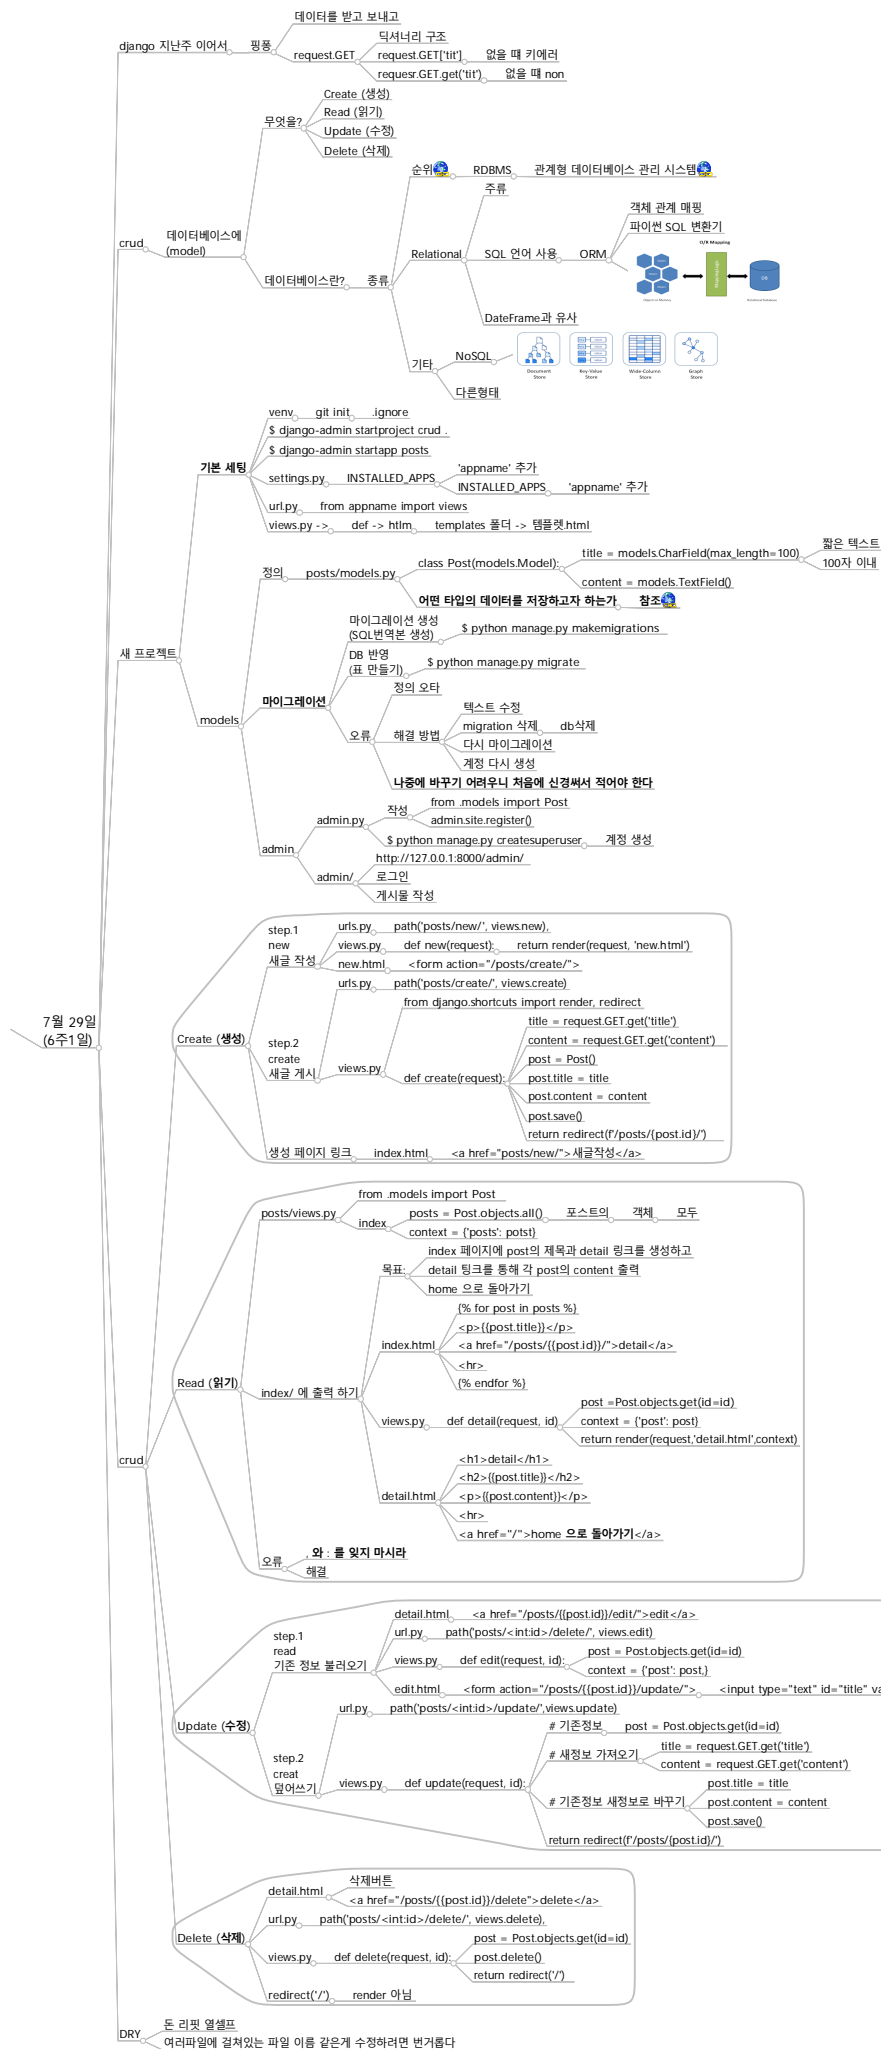 7월 29일
(6주1일)
django 지난주 이어서
핑퐁
데이터를 받고 보내고
request.GET
딕셔너리 구조
request.GET['tit']
없을 때 키에러
requesr.GET.get('tit')
없을 때 non
crud
데이터베이스에
(model)
무엇을?
Create (생성)
Read (읽기)
Update (수정)
Delete (삭제)
데이터베이스란?
종류
순위
RDBMS
관계형 데이터베이스 관리 시스템
Relational
주류
SQL 언어 사용
ORM
객체 관계 매핑
파이썬 SQL 변환기
O/R Mapping
DB
DateFrame과 유사
기타
NoSQL
Document
Store
Key-Value
Store
Wide-Column
Store
Graph
Store
다른형태
새 프로젝트
기본 세팅
venv
git init
.ignore
$ django-admin startproject crud .
$ django-admin startapp posts
settings.py
INSTALLED_APPS
'appname' 추가
INSTALLED_APPS
'appname' 추가
url.py
from appname import views
views.py ->
def -> htlm
templates 폴더 -> 템플렛.html
models
정의
posts/models.py
class Post(models.Model):
title = models.CharField(max_length=100)
짧은 텍스트
100자 이내
content = models.TextField()
어떤 타입의 데이터를 저장하고자 하는가
참조
마이그레이션
마이그레이션 생성
(SQL번역본 생성)
$ python manage.py makemigrations
DB 반영
(표 만들기)
$ python manage.py migrate
오류
정의 오타
해결 방법
텍스트 수정
migration 삭제
db삭제
다시 마이그레이션
계정 다시 생성
나중에 바꾸기 어려우니 처음에 신경써서 적어야 한다
admin
admin.py
작성
from .models import Post
admin.site.register()
$ python manage.py createsuperuser
계정 생성
admin/
http://127.0.0.1:8000/admin/
로그인
게시물 작성
crud
Create (생성)
step.1
new
새글 작성
urls.py
path('posts/new/', views.new),
views.py
def new(request):
return render(request, 'new.html')
new.html
<form action="/posts/create/">
step.2
create
새글 게시
urls.py
path('posts/create/', views.create)
views.py
from django.shortcuts import render, redirect
def create(request):
title = request.GET.get('title')
content = request.GET.get('content')
post = Post()
post.title = title
post.content = content
post.save()
return redirect(f'/posts/{post.id}/')
생성 페이지 링크
index.html
<a href="posts/new/">새글작성</a>
Read (읽기)
posts/views.py
from .models import Post
index
posts = Post.objects.all()
포스트의
객체
모두
context = {'posts': potst}
index/ 에 출력 하기
목표:
index 페이지에 post의 제목과 detail 링크를 생성하고
detail 팅크를 통해 각 post의 content 출력
home 으로 돌아가기
index.html
{% for post in posts %}
<p>{{post.title}}</p>
<a href="/posts/{{post.id}}/">detail</a>
<hr>
{% endfor %}
views.py
def detail(request, id)
post =Post.objects.get(id=id)
context = {'post': post}
return render(request,'detail.html',context)
detail.html
<h1>detail</h1>
<h2>{{post.title}}</h2>
<p>{{post.content}}</p>
<hr>
<a href="/">home 으로 돌아가기</a>
오류
, 와 : 를 잊지 마시라
해결
Update (수정)
step.1
read
기존 정보 불러오기
detail.html
<a href="/posts/{{post.id}}/edit/">edit</a>
url.py
path('posts/<int:id>/delete/', views.edit)
views.py
def edit(request, id):
post = Post.objects.get(id=id)
context = {'post': post,}
edit.html
<form action="/posts/{{post.id}}/update/">
<input type="text" id="title" va
step.2
creat
덮어쓰기
url.py
path('posts/<int:id>/update/',views.update)
views.py
def update(request, id):
# 기존정보
post = Post.objects.get(id=id)
# 새정보 가져오기
title = request.GET.get('title')
content = request.GET.get('content')
# 기존정보 새정보로 바꾸기
post.title = title
post.content = content
post.save()
return redirect(f'/posts/{post.id}/')
Delete (삭제)
detail.html
삭제버튼
<a href="/posts/{{post.id}}/delete">delete</a>
url.py
path('posts/<int:id>/delete/', views.delete),
views.py
def delete(request, id):
post = Post.objects.get(id=id)
post.delete()
return redirect('/')
redirect('/')
render 아님
DRY
돈 리핏 열셀프
여러파일에 걸쳐있는 파일 이름 같은게 수정하려면 번거롭다